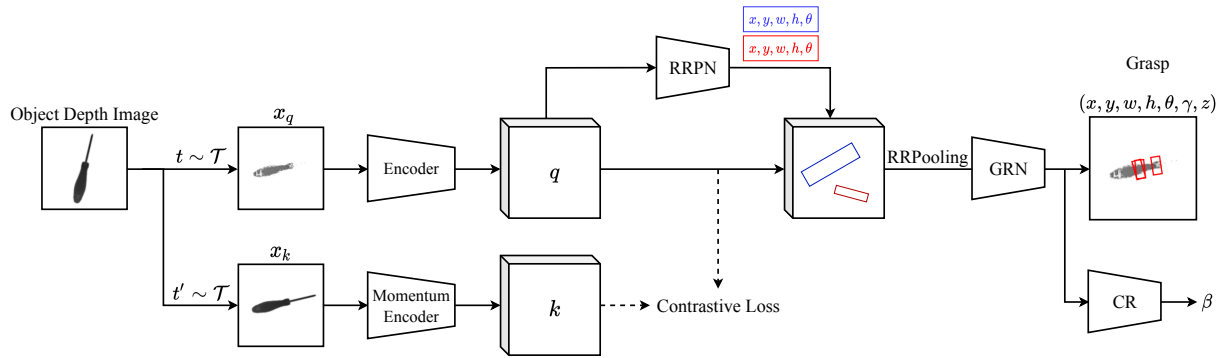 x, y, w, h, θ
x, y, w, h, θ
RRPN
Grasp
(x, y, w, h, θ, γ, z)
Object Depth Image
x_q
t ∼ 𝒯
Encoder
q
RRPooling
GRN
x_k
t′ ∼ 𝒯
Momentum
Encoder
k
Contrastive Loss
CR
β